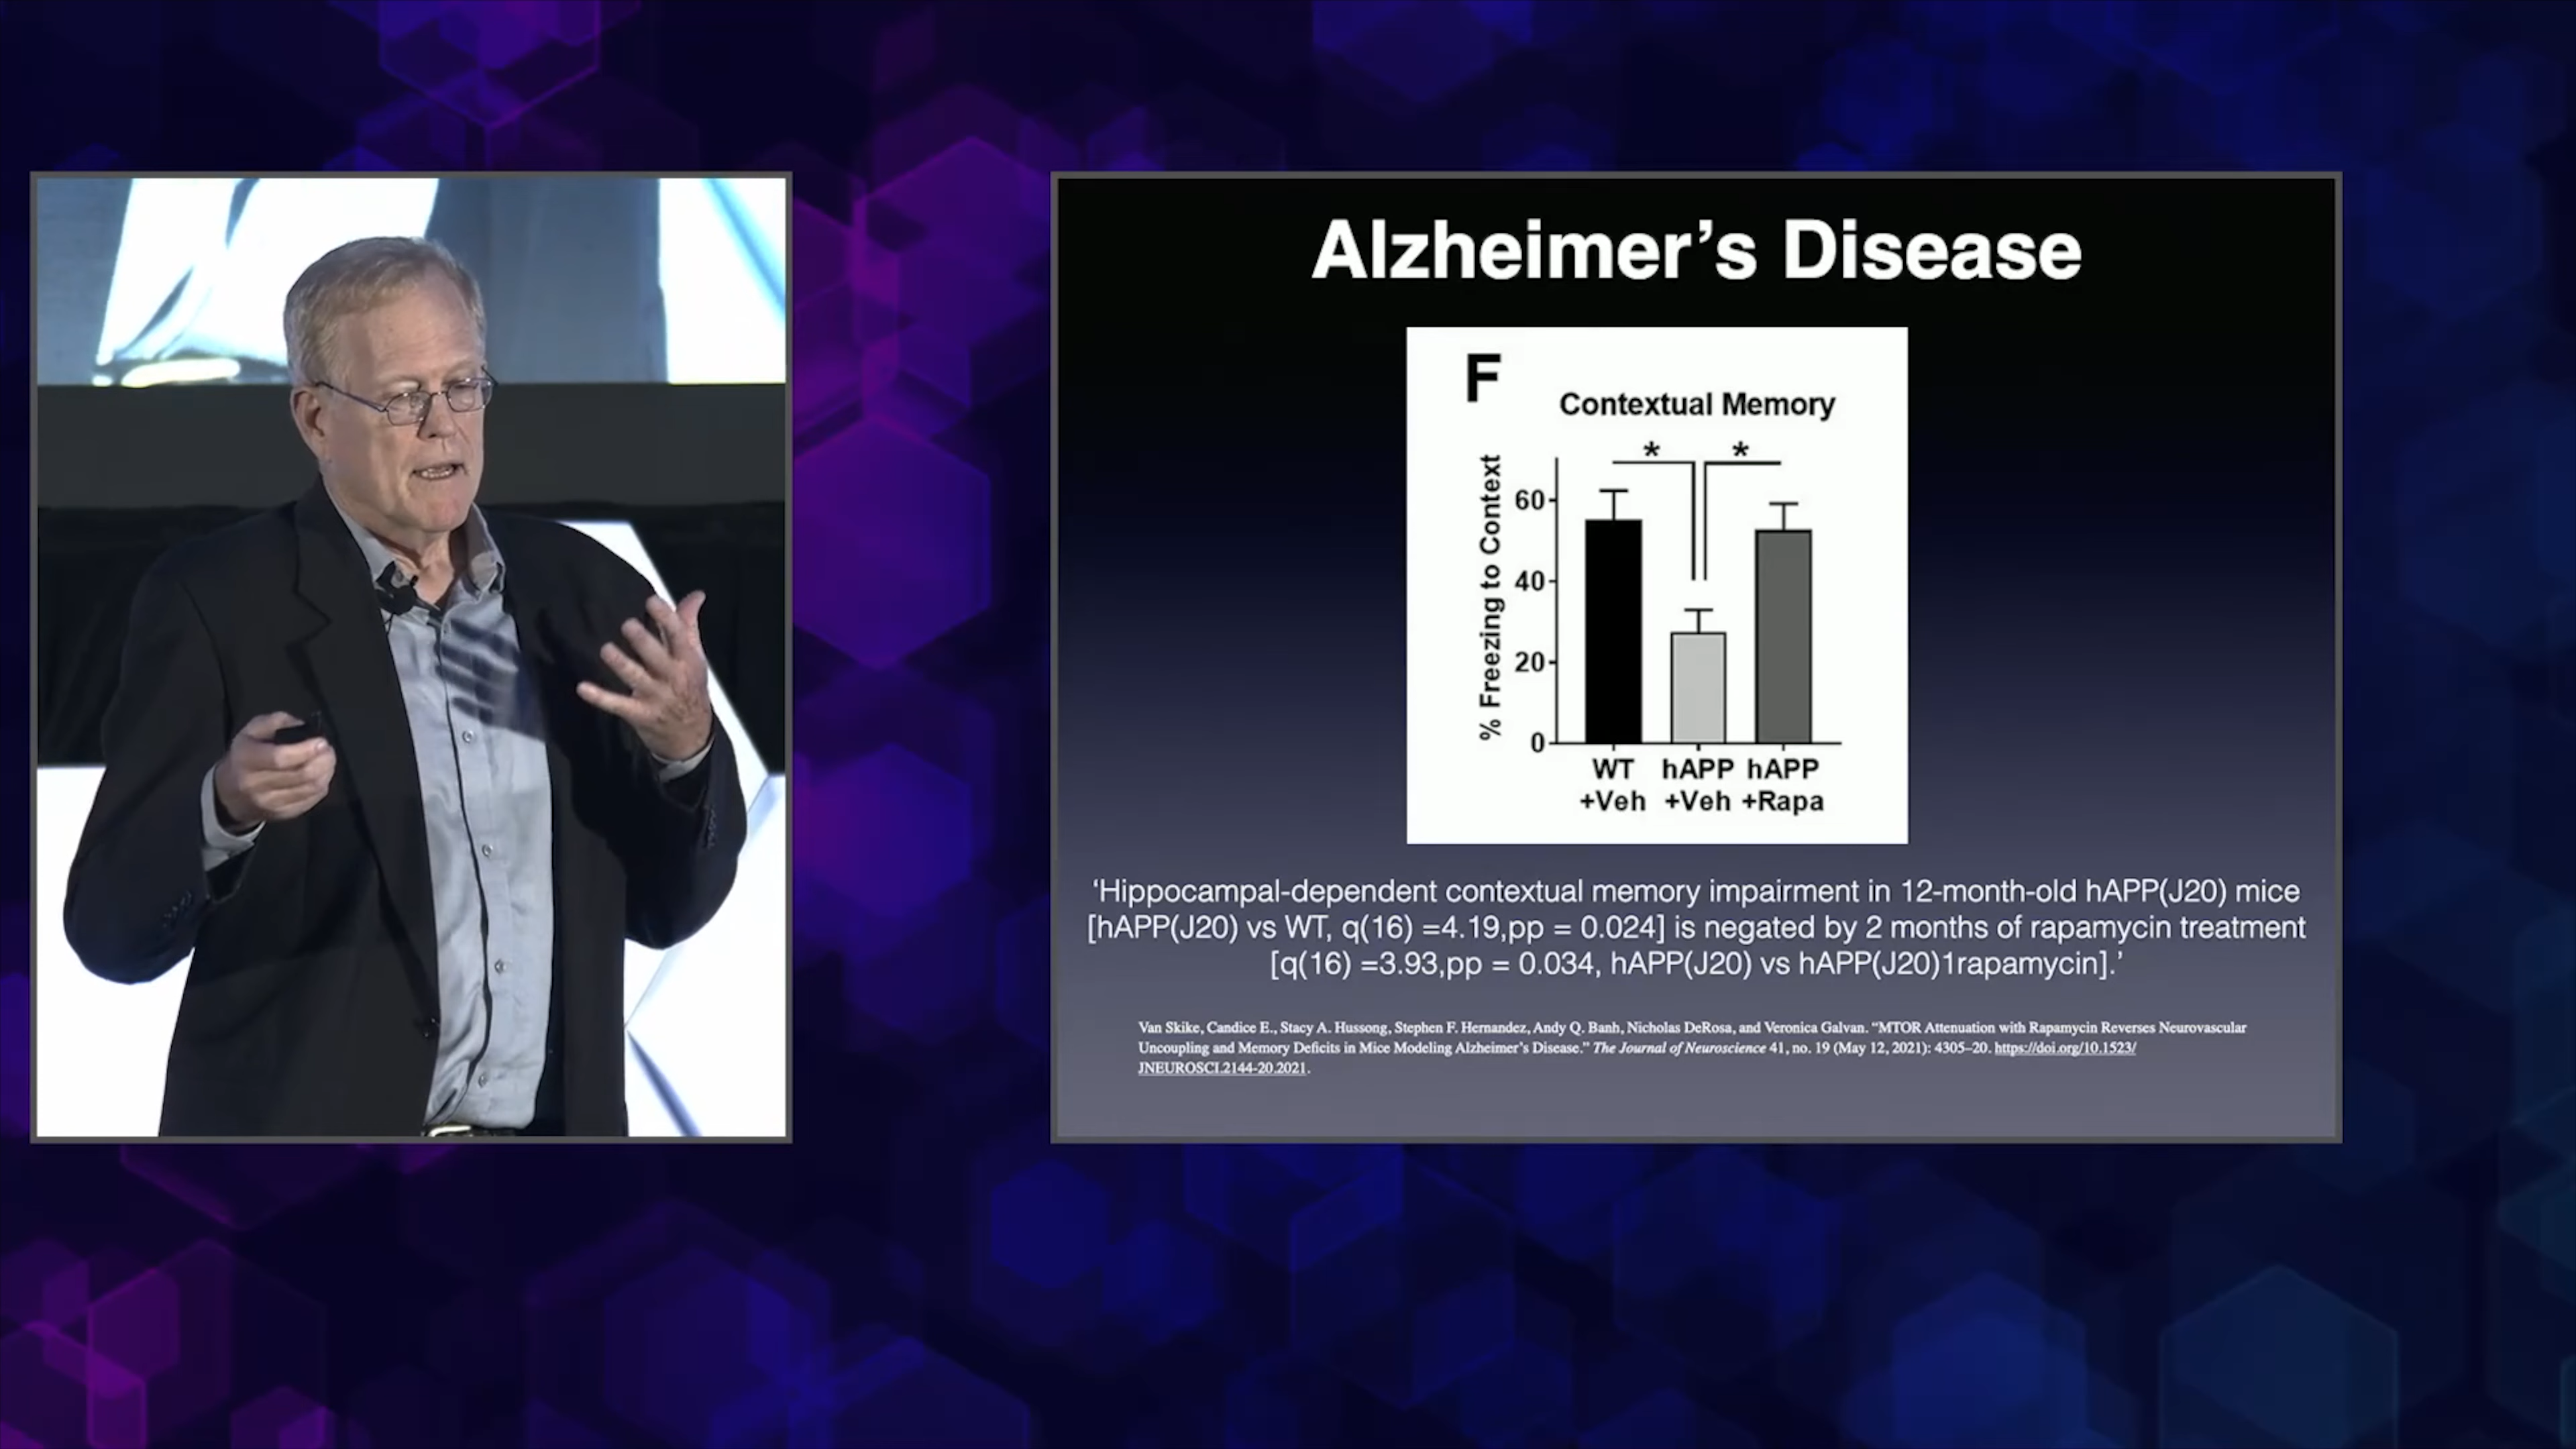 Alzheimer’s Disease
F
Contextual Memory
* *
% Freezing to Context
60
40
20
0
WT hAPP hAPP
+Veh +Veh +Rapa
‘Hippocampal-dependent contextual memory impairment in 12-month-old hAPP(J20) mice
[hAPP(J20) vs WT, q(16) =4.19,pp = 0.024] is negated by 2 months of rapamycin treatment
[q(16) =3.93,pp = 0.034, hAPP(J20) vs hAPP(J20)1rapamycin].’
Van Skike, Candice E., Stacy A. Hussong, Stephen F. Hernandez, Andy Q. Banh, Nicholas DeRosa, and Veronica Galvan. “MTOR Attenuation with Rapamycin Reverses Neurovascular
Uncoupling and Memory Deficits in Mice Modeling Alzheimer’s Disease.” The Journal of Neuroscience 41, no. 19 (May 12, 2021): 4305–20. https://doi.org/10.1523/
JNEUROSCI.2144-20.2021.